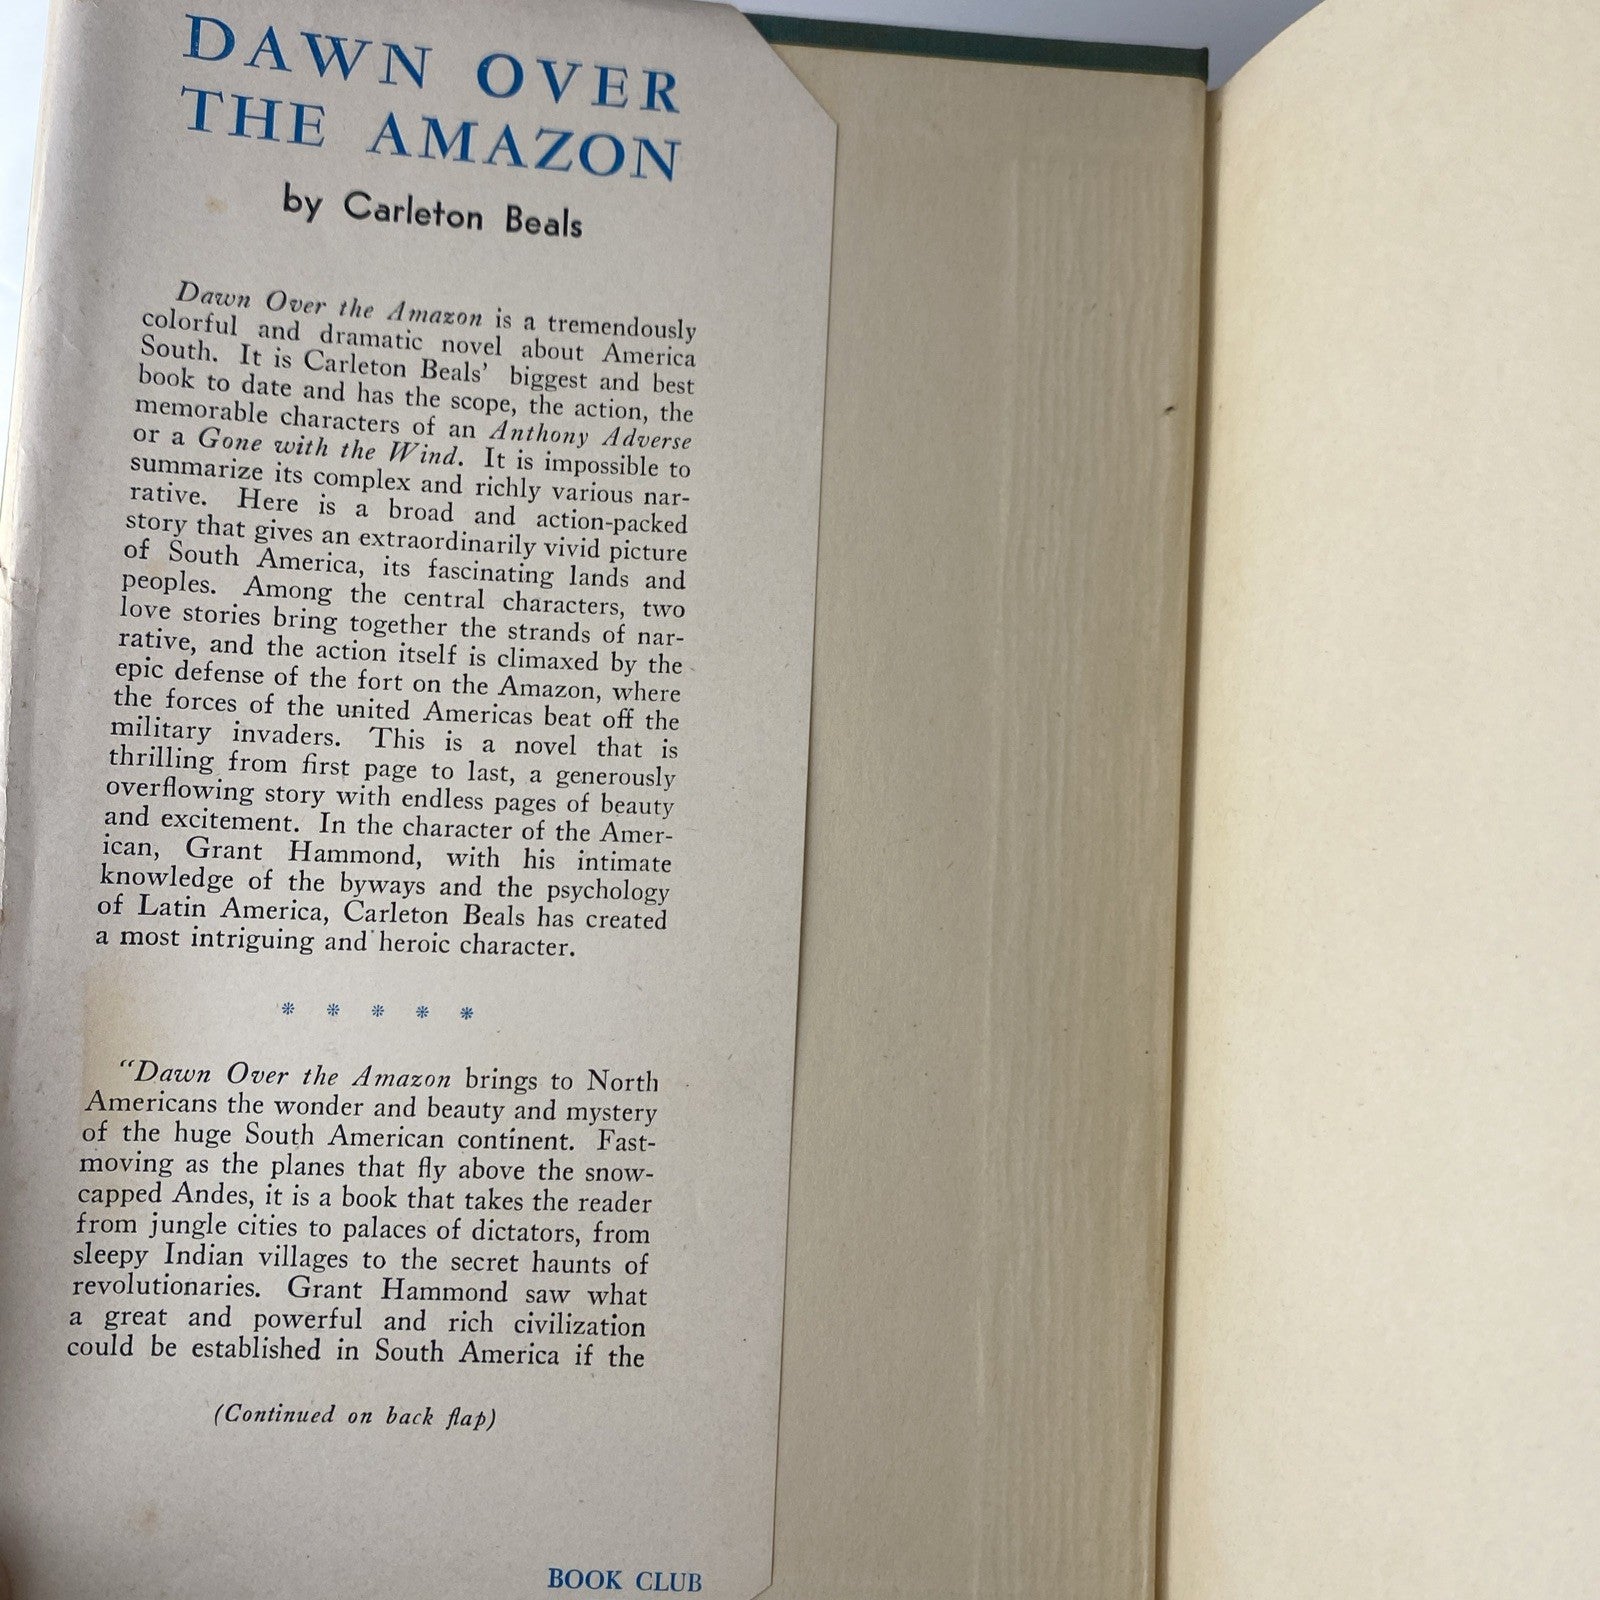 DAWN OVER
THE AMAZON
by Carleton Beals
Dawn Over the Amazon is a tremendously
colorful and dramatic novel about America
South. It is Carleton Beals' biggest and best
book to date and has the scope, the action, the
memorable characters of an Anthony Adverse
or a Gone with the Wind. It is impossible to
summarize its complex and richly various nar-
rative. Here is a broad and action-packed
story that gives an extraordinarily vivid picture
of South America, its fascinating lands and
peoples. Among the central characters, two
love stories bring together the strands of nar-
rative, and the action itself is climaxed by the
epic defense of the fort on the Amazon, where
the forces of the united Americas beat off the
military invaders. This is a novel that is
thrilling from first page to last, a generously
overflowing story with endless pages of beauty
and excitement. In the character of the Amer-
ican, Grant Hammond, with his intimate
knowledge of the byways and the psychology
of Latin America, Carleton Beals has created
a most intriguing and heroic character.
* * * * *
"Dawn Over the Amazon brings to North
Americans the wonder and beauty and mystery
of the huge South American continent. Fast-
moving as the planes that fly above the snow-
capped Andes, it is a book that takes the reader
from jungle cities to palaces of dictators, from
sleepy Indian villages to the secret haunts of
revolutionaries. Grant Hammond saw what
a great and powerful and rich civilization
could be established in South America if the
(Continued on back flap)
BOOK CLUB